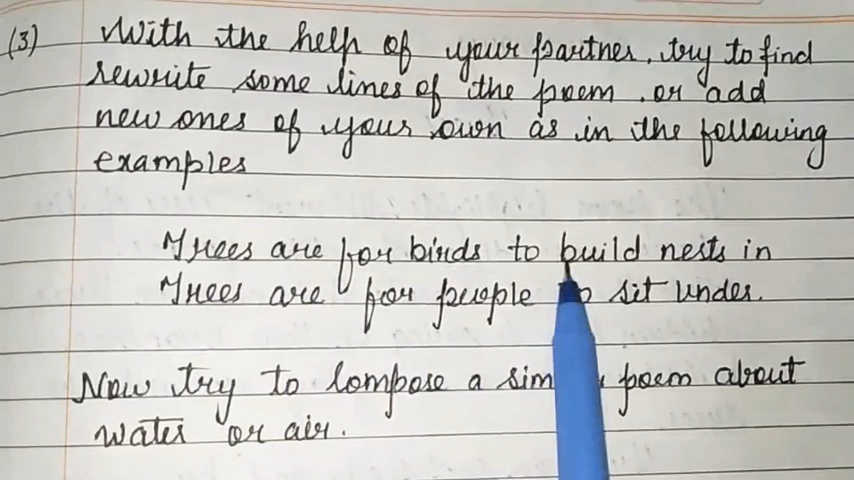 (3) With the help of your partner, try to find
rewrite some lines of the poem, or add
new ones of your own as in the following
examples
Trees are for birds to build nests in
Trees are for people to sit under.
Now try to compose a sim poem about
water or air.